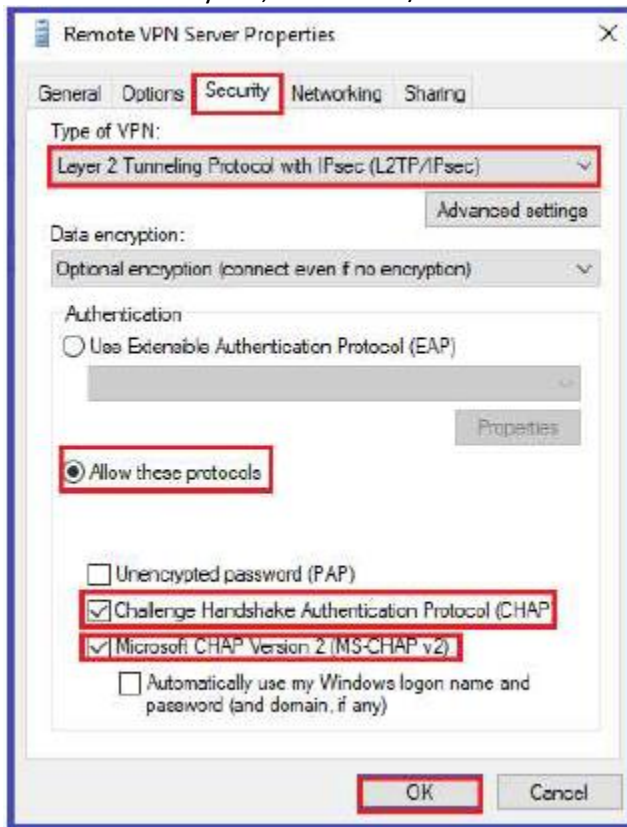 Remote VPN Server Properties
General Options Security Networking Sharing
Type of VPN:
Layer 2 Tunneling Protocol with IPsec (L2TP/IPsec)
Advanced settings
Data encryption:
Optional encryption (connect even if no encryption)
Authentication
Use Extensible Authentication Protocol (EAP)
Properties
Allow these protocols
Unencrypted password (PAP)
Challenge Handshake Authentication Protocol (CHAP
Microsoft CHAP Version 2 (MS-CHAP v2)
Automatically use my Windows logon name and
password (and domain, if any)
OK Cancel